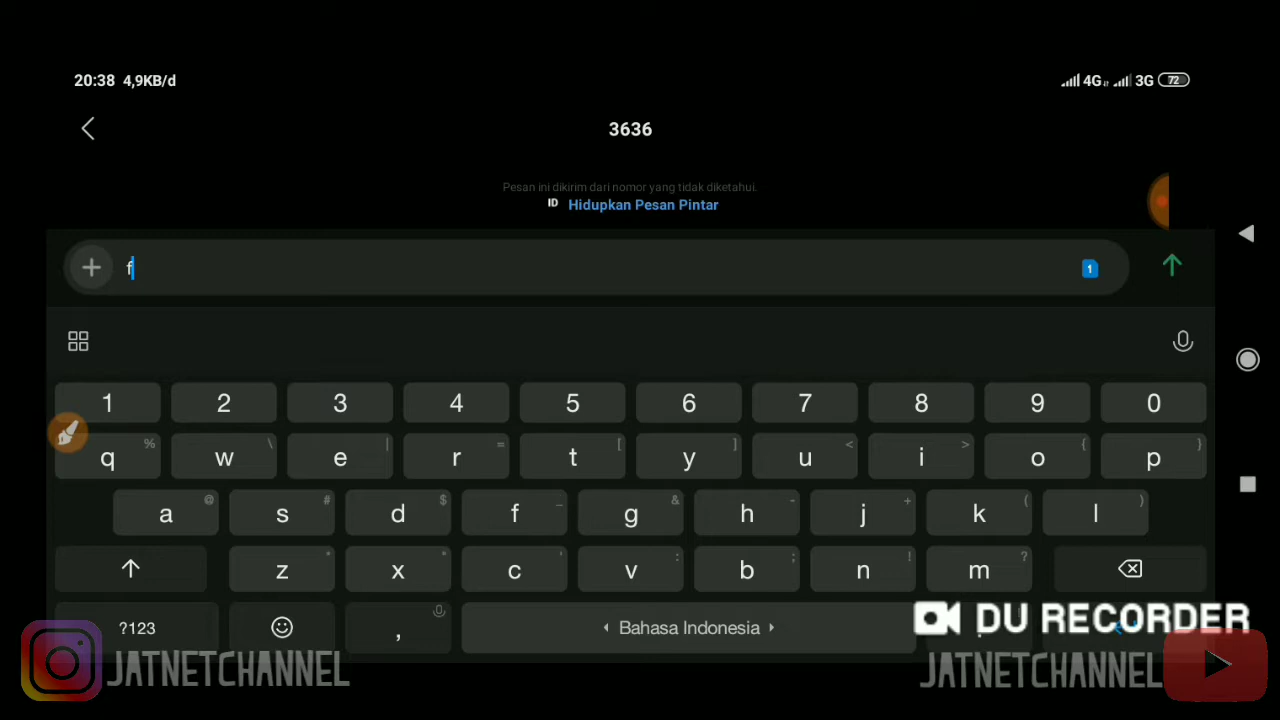 20:38 4,9KB/d
4G 3G 72
3636
Pesan ini dikirim dari nomor yang tidak diketahui.
ID Hidupkan Pesan Pintar
f
1
1 2 3 4 5 6 7 8 9 0
% \ | = [ ] < > { }
q w e r t y u i o p
@ # $ _ & - + ( )
a s d f g h j k l
* " ' : ; ! ?
z x c v b n m
?123 , Bahasa Indonesia .
DU RECORDER
JATNETCHANNEL JATNETCHANNEL